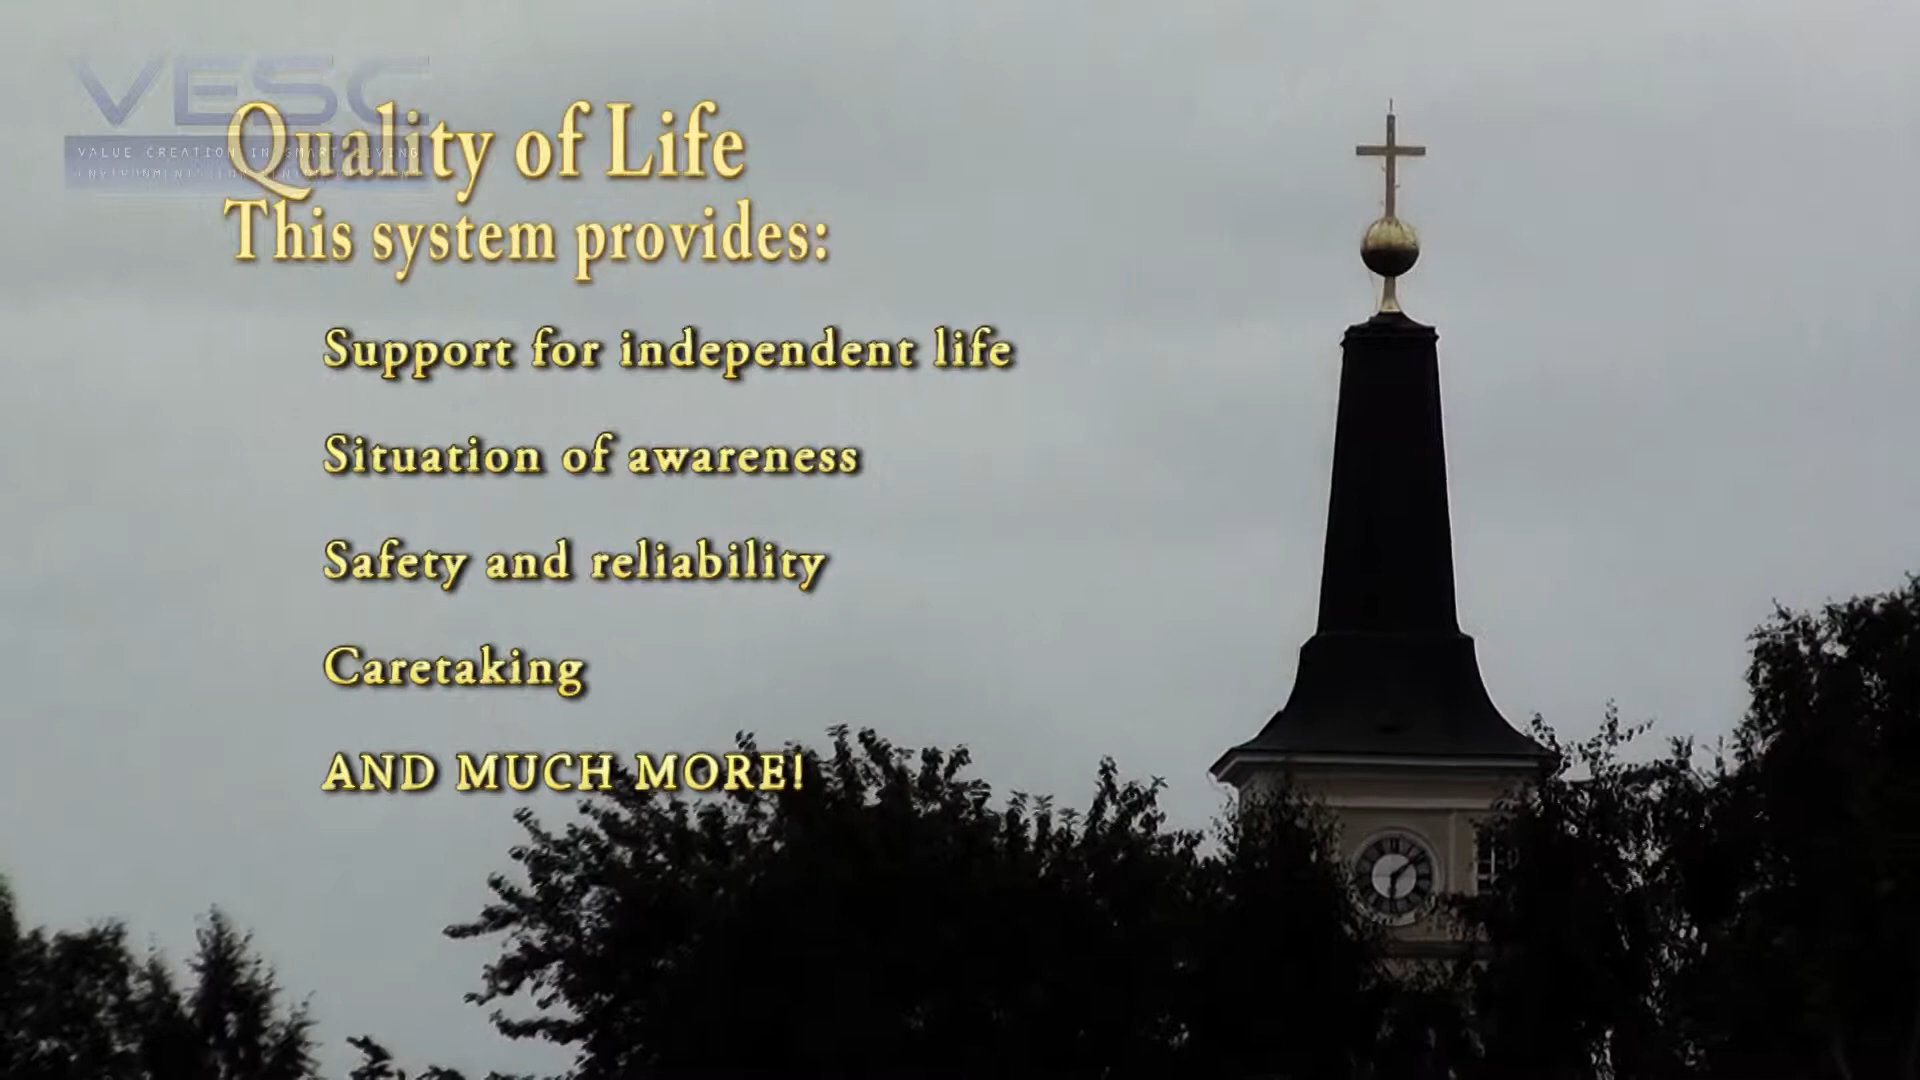 VESC
Quality of Life
VALUE CREATION IN SMART LIVING
This system provides:
Support for independent life
Situation of awareness
Safety and reliability
Caretaking
AND MUCH MORE!